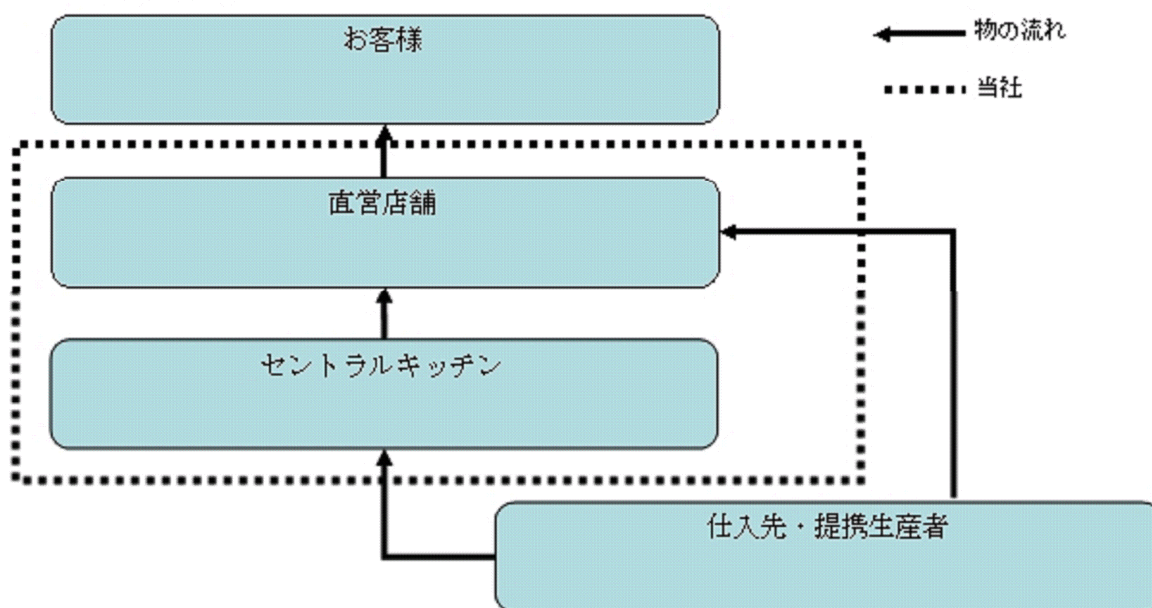 お客様
物の流れ
当社
直営店舗
セントラルキッチン
仕入先・提携生産者